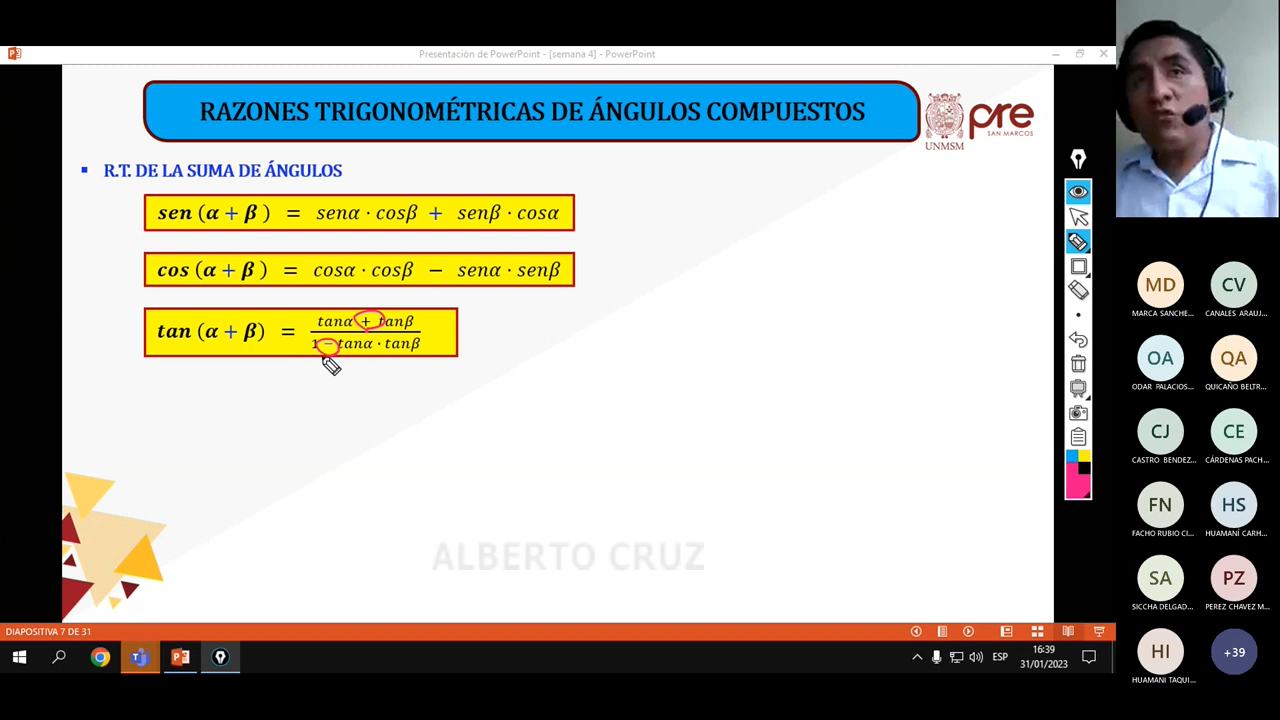 Presentación de PowerPoint - [semana 4] - PowerPoint
RAZONES TRIGONOMÉTRICAS DE ÁNGULOS COMPUESTOS
UNMSM
pre
SAN MARCOS
▪ R.T. DE LA SUMA DE ÁNGULOS
sen (α + β ) = senα · cosβ + senβ · cosα
cos (α + β ) = cosα · cosβ − senα · senβ
tan (α + β) = tanα + tanβ
1 − tanα · tanβ
ALBERTO CRUZ
DIAPOSITIVA 7 DE 31
ESP
16:39
31/01/2023
MD
MARCA SANCHE...
CV
CANALES ARAUJ...
OA
ODAR PALACIOS...
QA
QUICAÑO BELTR...
CJ
CASTRO BENDEZ...
CE
CÁRDENAS PACH...
FN
FACHO RUBIO CI...
HS
HUAMANÍ CARH...
SA
SICCHA DELGAD...
PZ
PEREZ CHAVEZ M...
HI
HUAMANI TAQUI...
+39